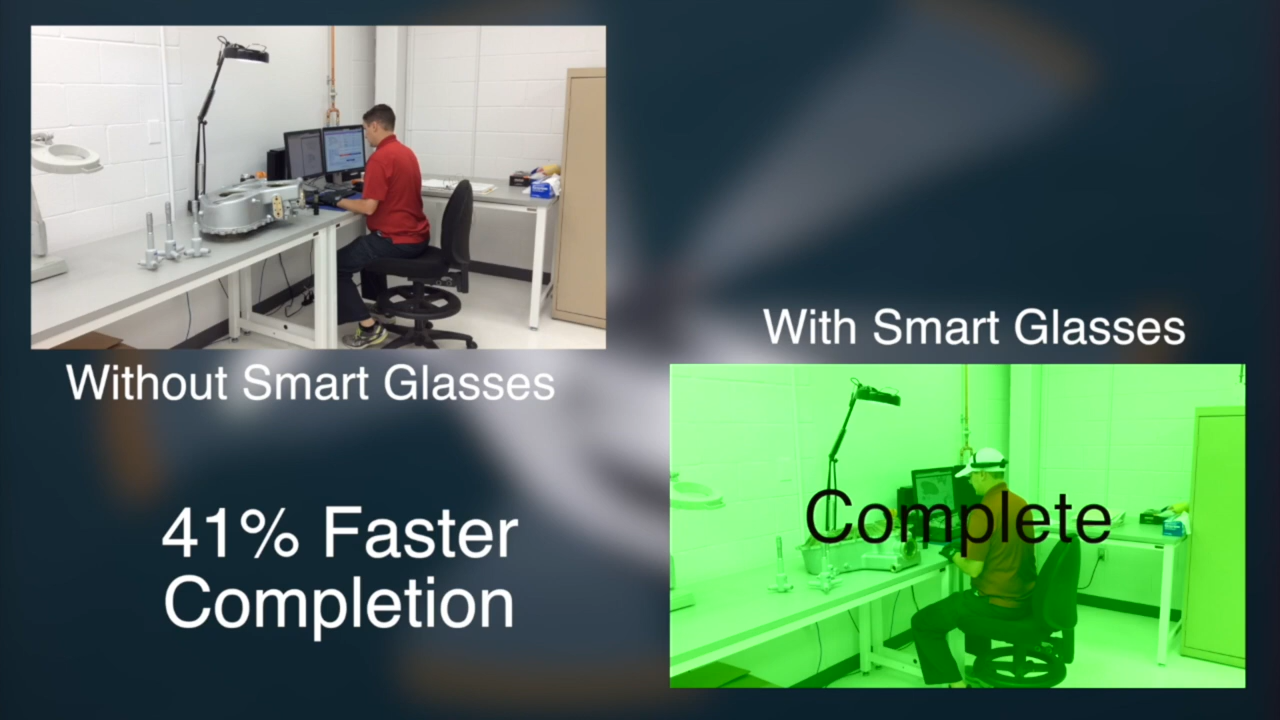 Without Smart Glasses
With Smart Glasses
41% Faster
Completion
Complete